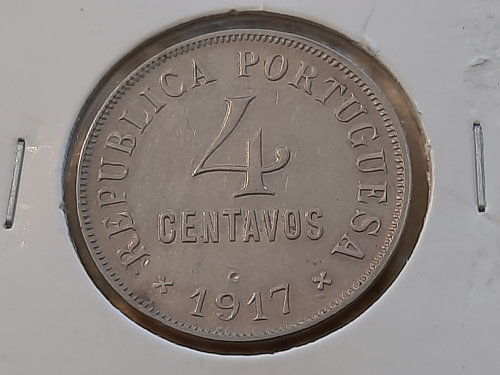 REPUBLICA PORTUGUESA
4
CENTAVOS
* 1917 *